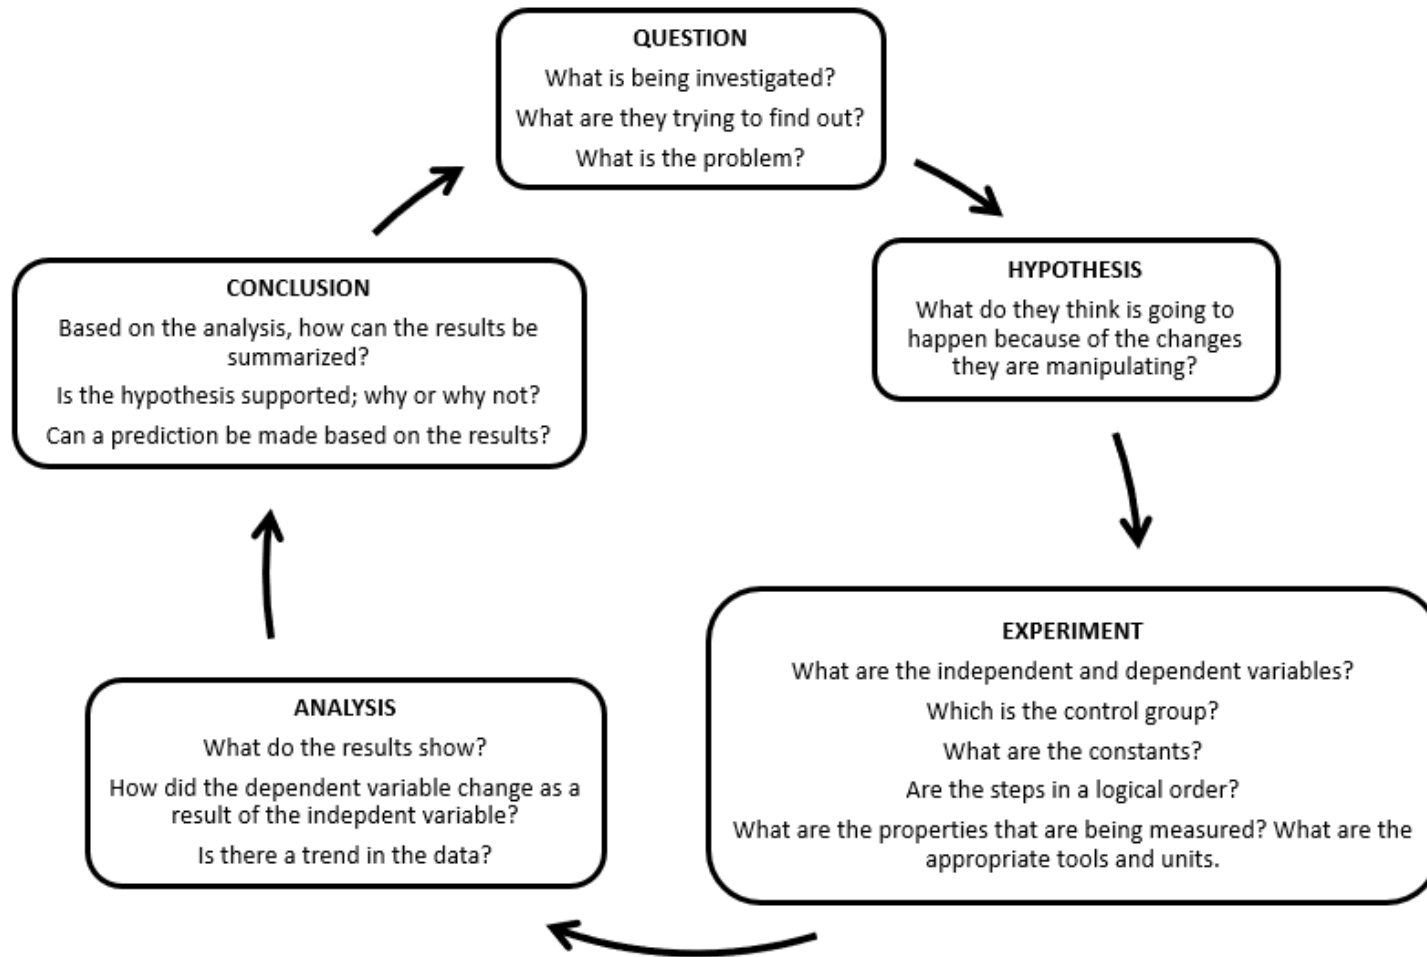 QUESTION
What is being investigated?
What are they trying to find out?
What is the problem?
HYPOTHESIS
What do they think is going to
happen because of the changes
they are manipulating?
EXPERIMENT
What are the independent and dependent variables?
Which is the control group?
What are the constants?
Are the steps in a logical order?
What are the properties that are being measured? What are the
appropriate tools and units.
ANALYSIS
What do the results show?
How did the dependent variable change as a
result of the indepdent variable?
Is there a trend in the data?
CONCLUSION
Based on the analysis, how can the results be
summarized?
Is the hypothesis supported; why or why not?
Can a prediction be made based on the results?